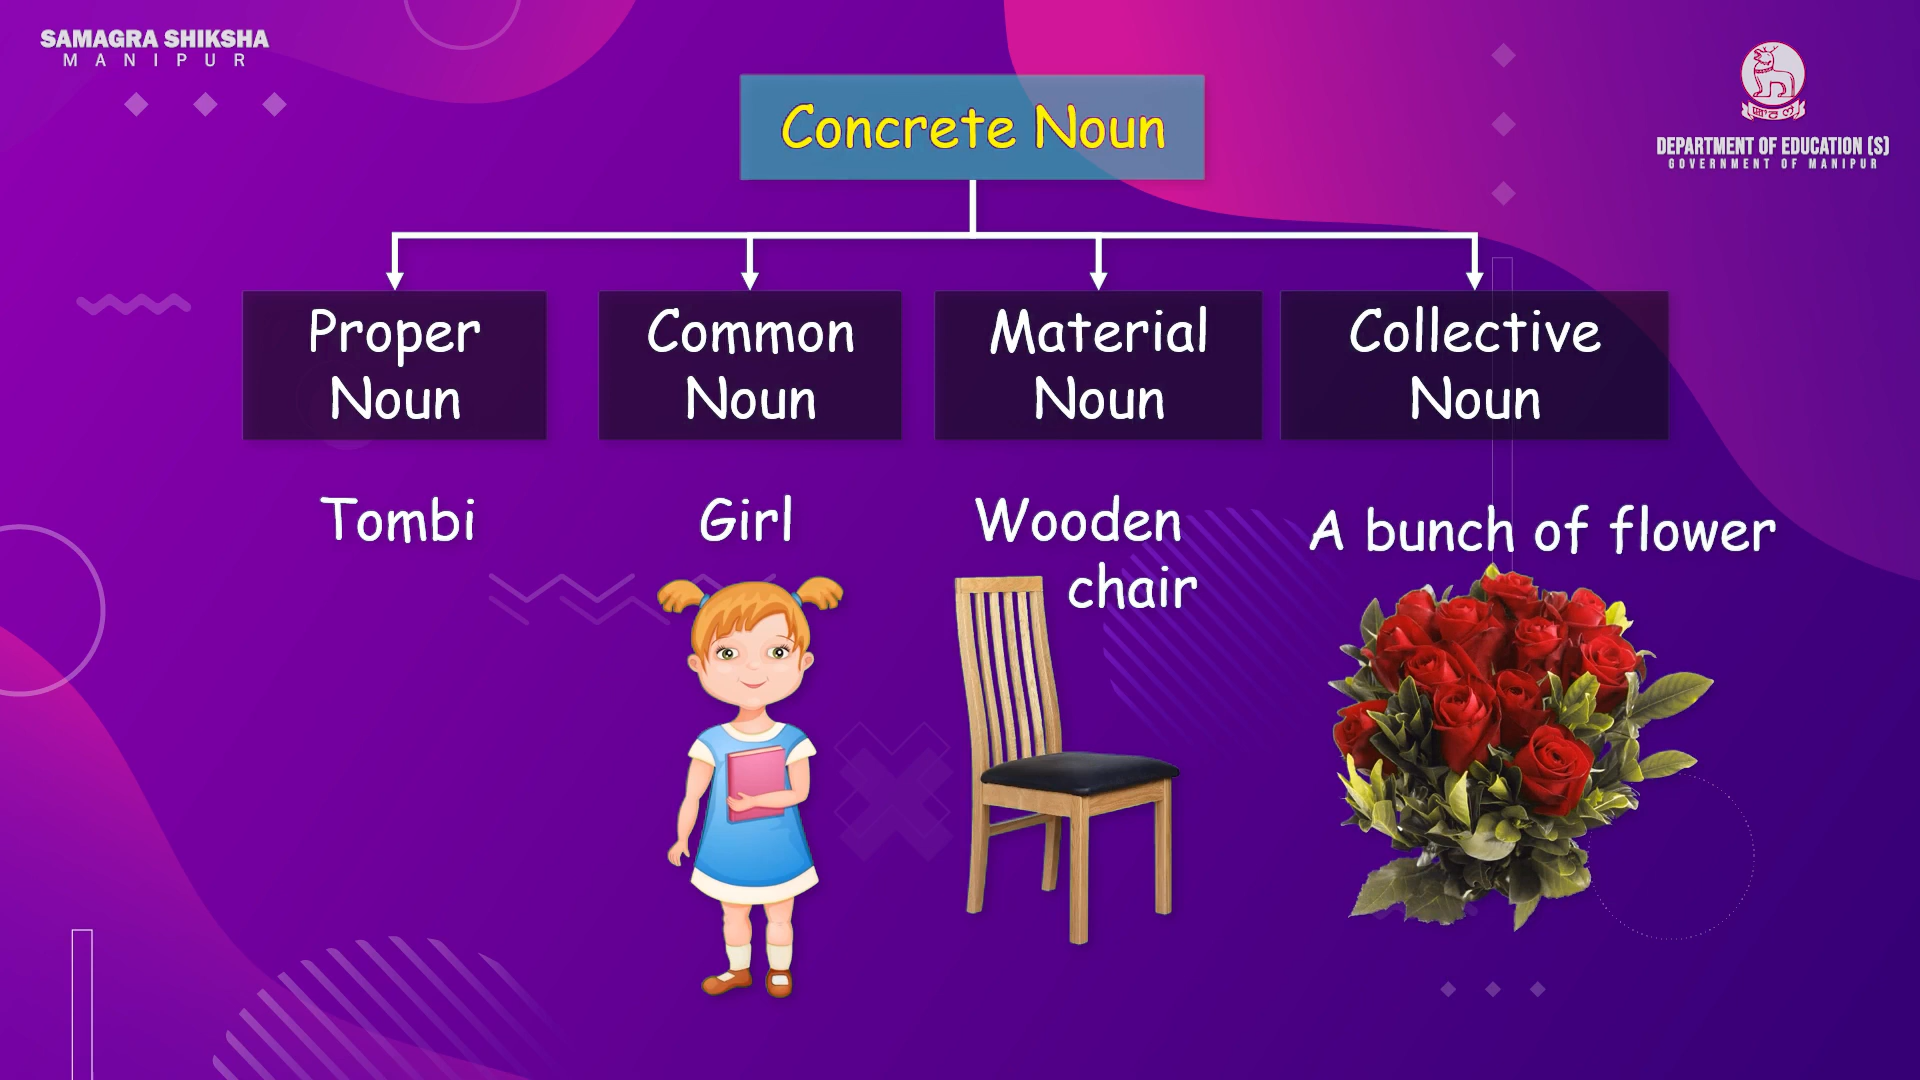 SAMAGRA SHIKSHA
MANIPUR
DEPARTMENT OF EDUCATION (S)
GOVERNMENT OF MANIPUR
Concrete Noun
Proper
Noun
Common
Noun
Material
Noun
Collective
Noun
Tombi
Girl
Wooden
chair
A bunch of flower